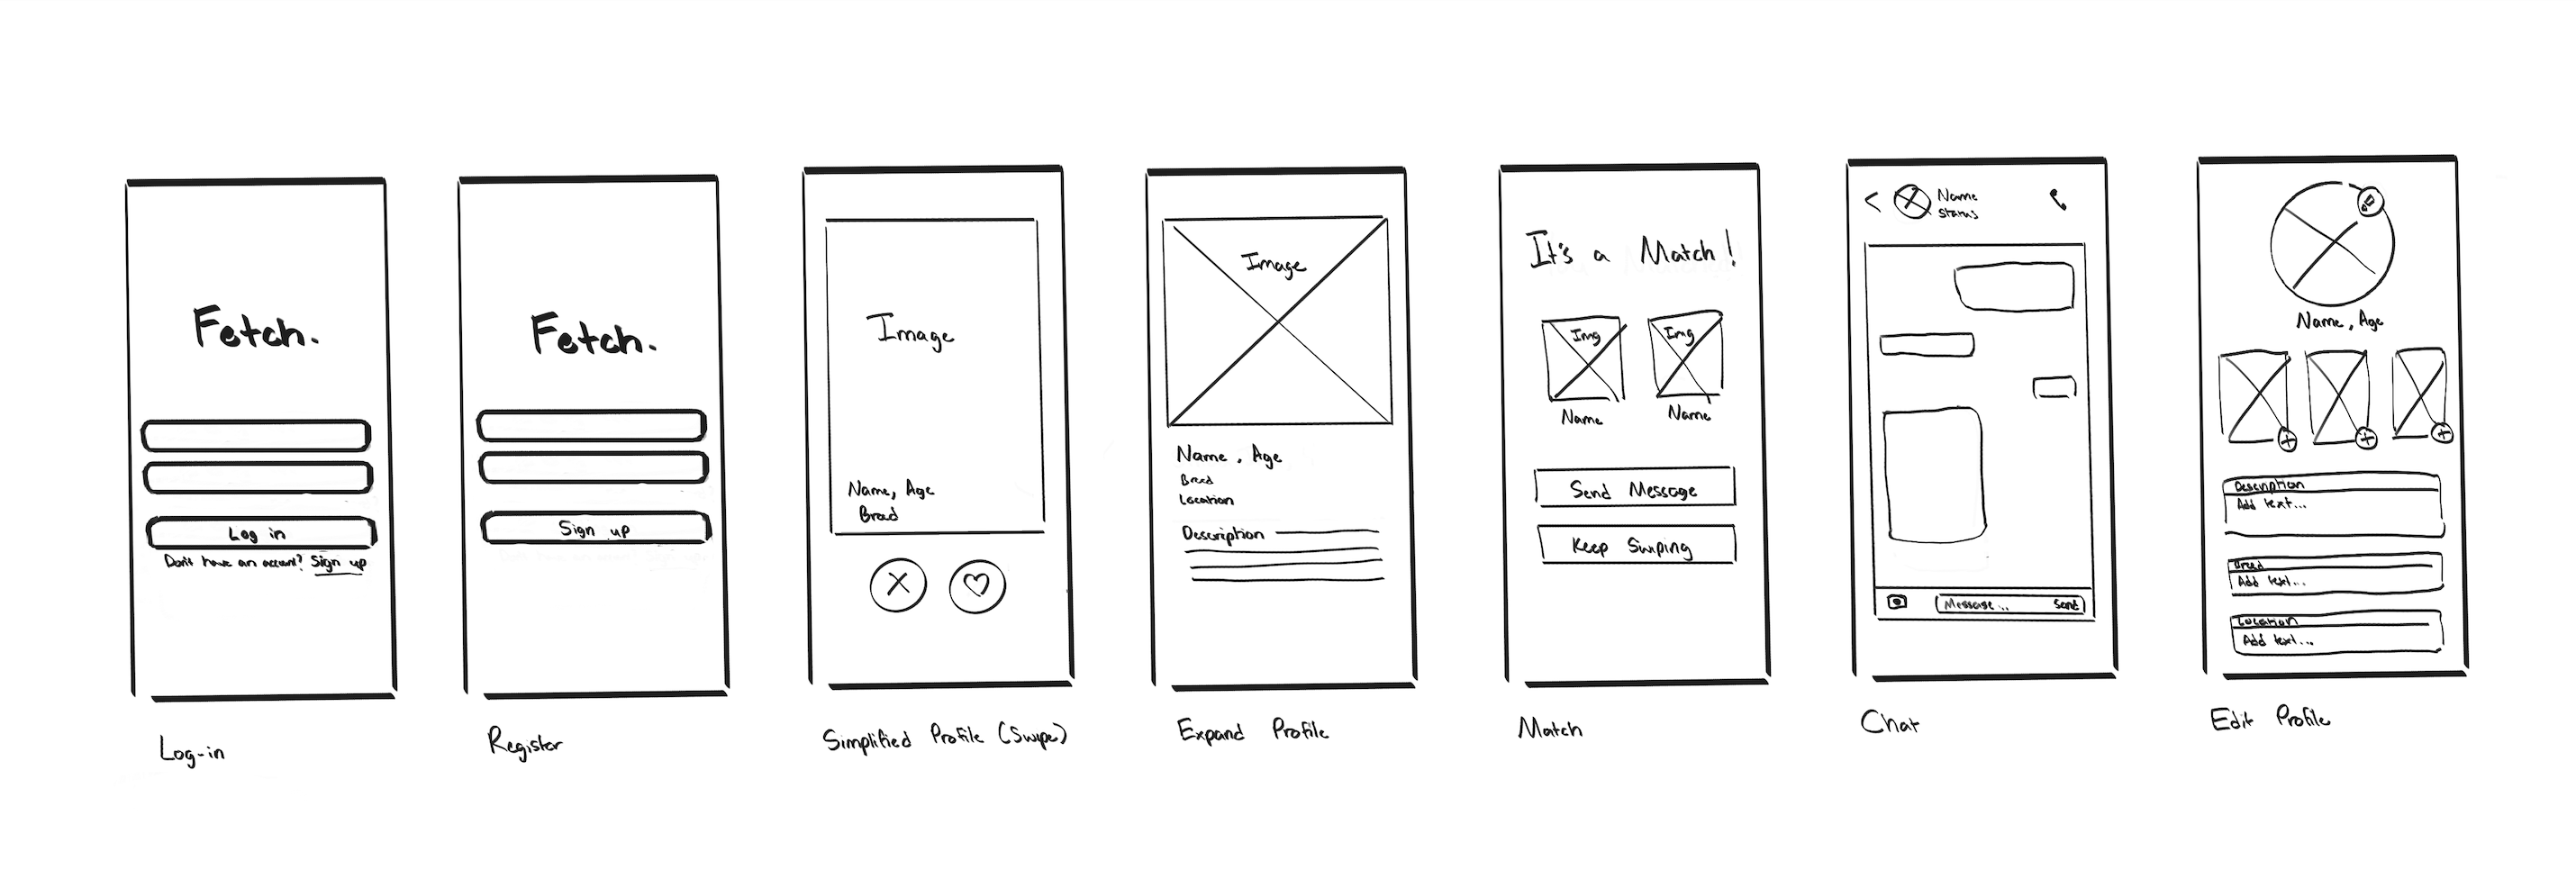 Fetch.
Log in
Don't have an account? Sign up
Log-in
Fetch.
Sign up
Register
Image
Name, Age
Breed
Simplified Profile (Swipe)
Image
Name, Age
Breed
Location
Description
Expand Profile
It's a Match!
Img
Img
Name
Name
Send Message
Keep Swiping
Match
Name
Status
Message...
Send
Chat
Name, Age
Description
Add text...
Breed
Add text...
Location
Add text...
Edit Profile